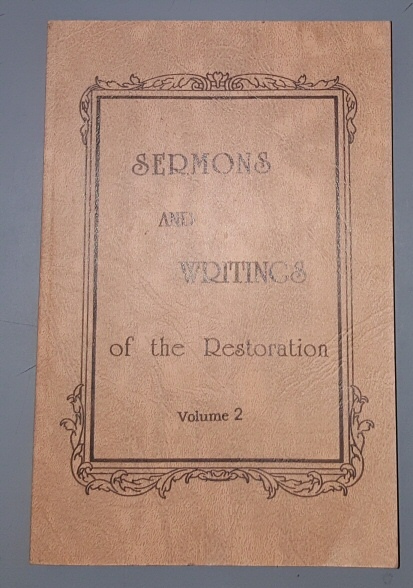 SERMONS
AND
WRITINGS
of the Restoration
Volume 2